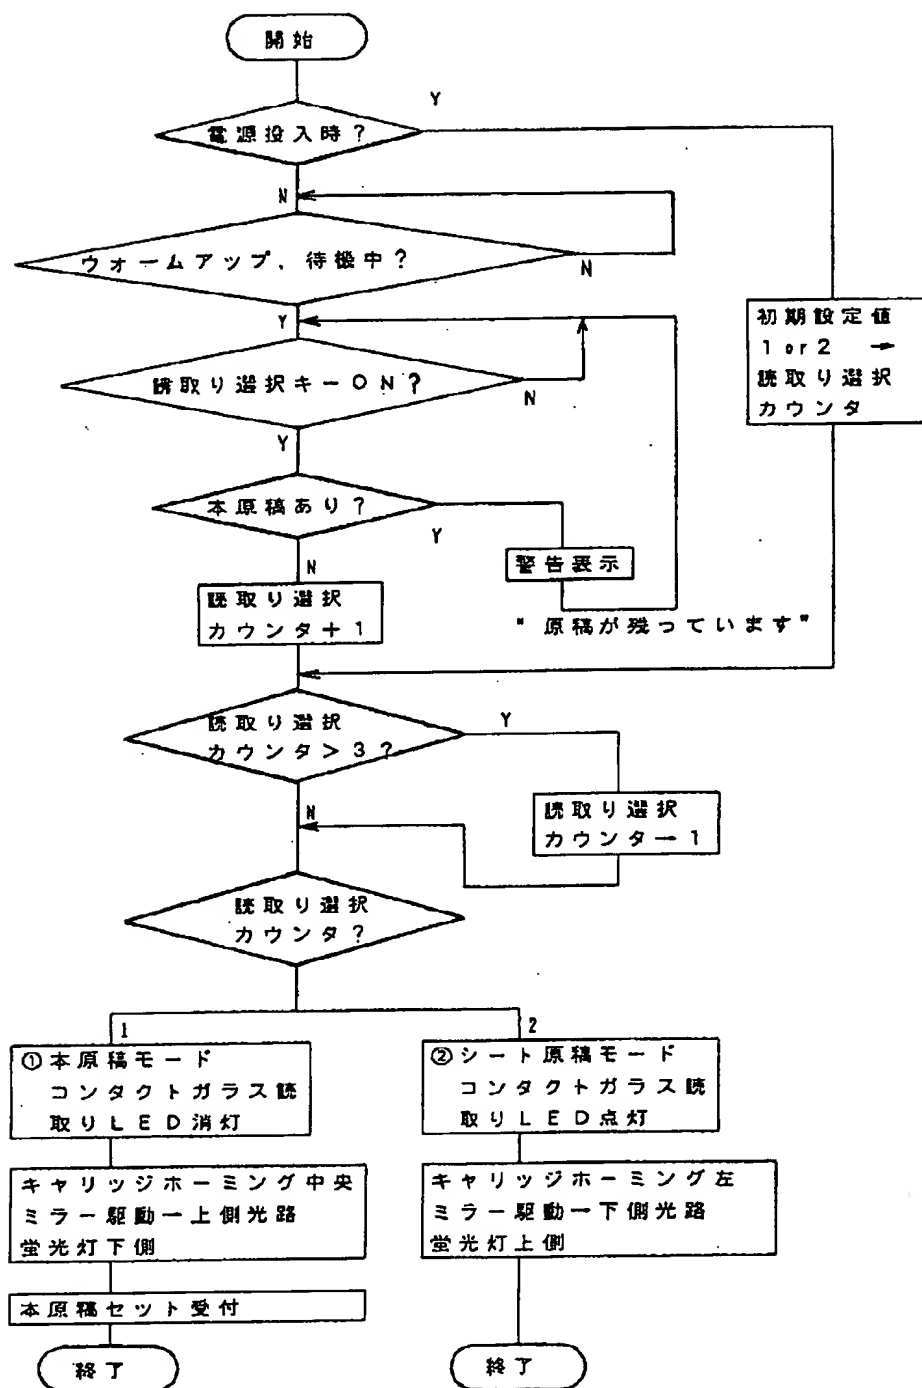 開始
Y
電源投入時?
N
ウォームアップ、待機中?
N
Y
初期設定値
1 or 2 →
読取り選択
カウンタ
読取り選択キーON?
N
Y
本原稿あり?
Y
N
警告表示
読取り選択
カウンタ+1
"原稿が残っています"
読取り選択
カウンタ>3?
Y
N
読取り選択
カウンター1
読取り選択
カウンタ?
1
2
①本原稿モード
コンタクトガラス読
取りLED消灯
②シート原稿モード
コンタクトガラス読
取りLED点灯
キャリッジホーミング中央
ミラー駆動ー上側光路
蛍光灯下側
キャリッジホーミング左
ミラー駆動ー下側光路
蛍光灯上側
本原稿セット受付
終了
終了